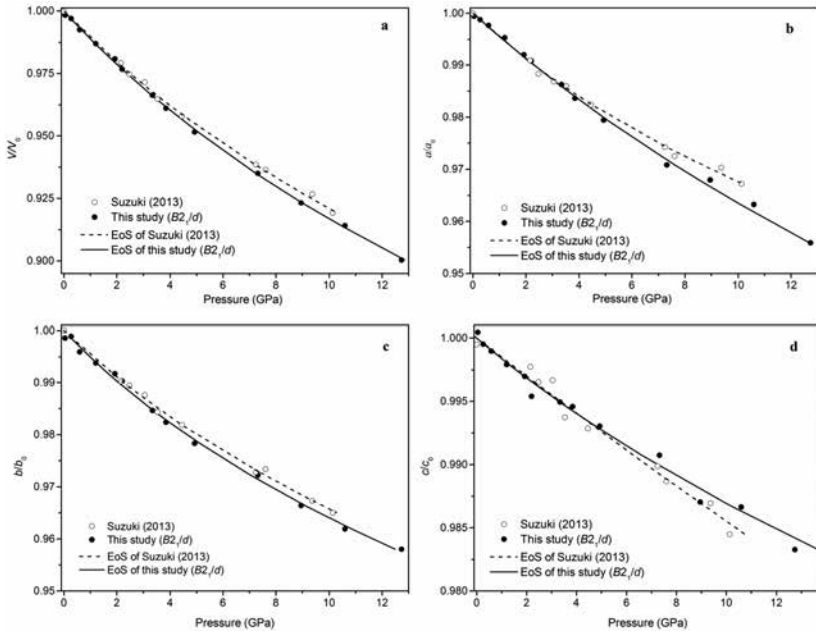 a
1.000
0.975
0.950
0.925
0.900
V/V₀
Suzuki (2013)
This study (B2₁/d)
EoS of Suzuki (2013)
EoS of this study (B2₁/d)
0 2 4 6 8 10 12
Pressure (GPa)
b
1.00
0.99
0.98
0.97
0.96
0.95
a/a₀
Suzuki (2013)
This study (B2₁/d)
EoS of Suzuki (2013)
EoS of this study (B2₁/d)
0 2 4 6 8 10 12
Pressure (GPa)
c
1.00
0.99
0.98
0.97
0.96
0.95
b/b₀
Suzuki (2013)
This study (B2₁/d)
EoS of Suzuki (2013)
EoS of this study (B2₁/d)
0 2 4 6 8 10 12
Pressure (GPa)
d
1.000
0.995
0.990
0.985
0.980
c/c₀
Suzuki (2013)
This study (B2₁/d)
EoS of Suzuki (2013)
EoS of this study (B2₁/d)
0 2 4 6 8 10 12
Pressure (GPa)